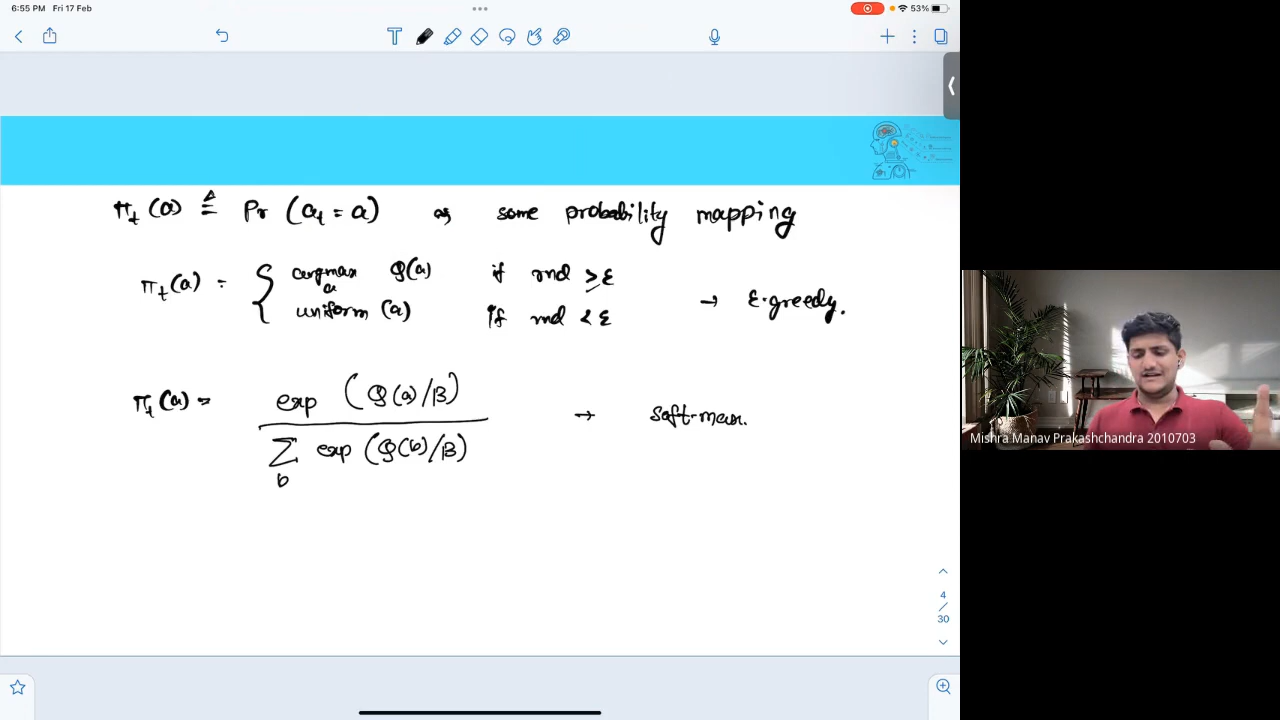 6:55 PM Fri 17 Feb
53%
π_t(a) ≜ Pr (a_t = a) as some probability mapping
π_t(a) = { argmax_a Q(a) if rnd ≥ ε
uniform (a) if rnd < ε → ε-greedy.
π_t(a) = exp (Q(a)/β) / Σ_b exp (Q(b)/β) → soft-max.
4
/
30
Mishra Manav Prakashchandra 2010703